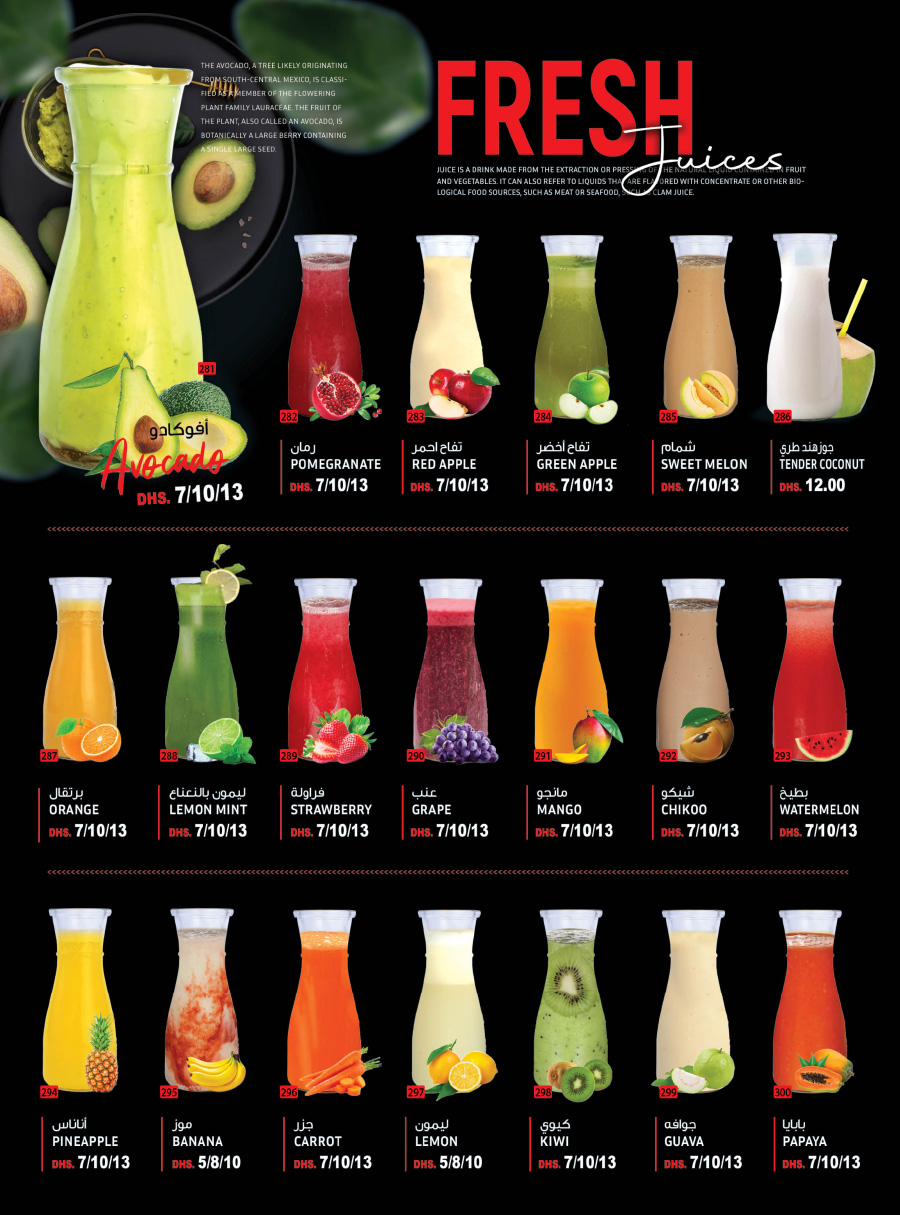 THE AVOCADO, A TREE LIKELY ORIGINATING
FROM SOUTH-CENTRAL MEXICO, IS CLASSI-
FIED AS A MEMBER OF THE FLOWERING
PLANT FAMILY LAURACEAE. THE FRUIT OF
THE PLANT, ALSO CALLED AN AVOCADO, IS
BOTANICALLY A LARGE BERRY CONTAINING
A SINGLE LARGE SEED.
FRESH
Juices
JUICE IS A DRINK MADE FROM THE EXTRACTION OR PRESSING OF THE NATURAL LIQUID CONTAINED IN FRUIT
AND VEGETABLES. IT CAN ALSO REFER TO LIQUIDS THAT ARE FLAVORED WITH CONCENTRATE OR OTHER BIO-
LOGICAL FOOD SOURCES, SUCH AS MEAT OR SEAFOOD, SUCH AS CLAM JUICE.
281
أفوكادو
Avocado
DHS. 7/10/13
282
رمان
POMEGRANATE
DHS. 7/10/13
283
تفاح احمر
RED APPLE
DHS. 7/10/13
284
تفاح أخضر
GREEN APPLE
DHS. 7/10/13
285
شمام
SWEET MELON
DHS. 7/10/13
286
جوز هند طري
TENDER COCONUT
DHS. 12.00
287
برتقال
ORANGE
DHS. 7/10/13
288
ليمون بالنعناع
LEMON MINT
DHS. 7/10/13
289
فراولة
STRAWBERRY
DHS. 7/10/13
290
عنب
GRAPE
DHS. 7/10/13
291
مانجو
MANGO
DHS. 7/10/13
292
شيكو
CHIKOO
DHS. 7/10/13
293
بطيخ
WATERMELON
DHS. 7/10/13
294
أناناس
PINEAPPLE
DHS. 7/10/13
295
موز
BANANA
DHS. 5/8/10
296
جزر
CARROT
DHS. 7/10/13
297
ليمون
LEMON
DHS. 5/8/10
298
كيوي
KIWI
DHS. 7/10/13
299
جوافه
GUAVA
DHS. 7/10/13
300
بابايا
PAPAYA
DHS. 7/10/13